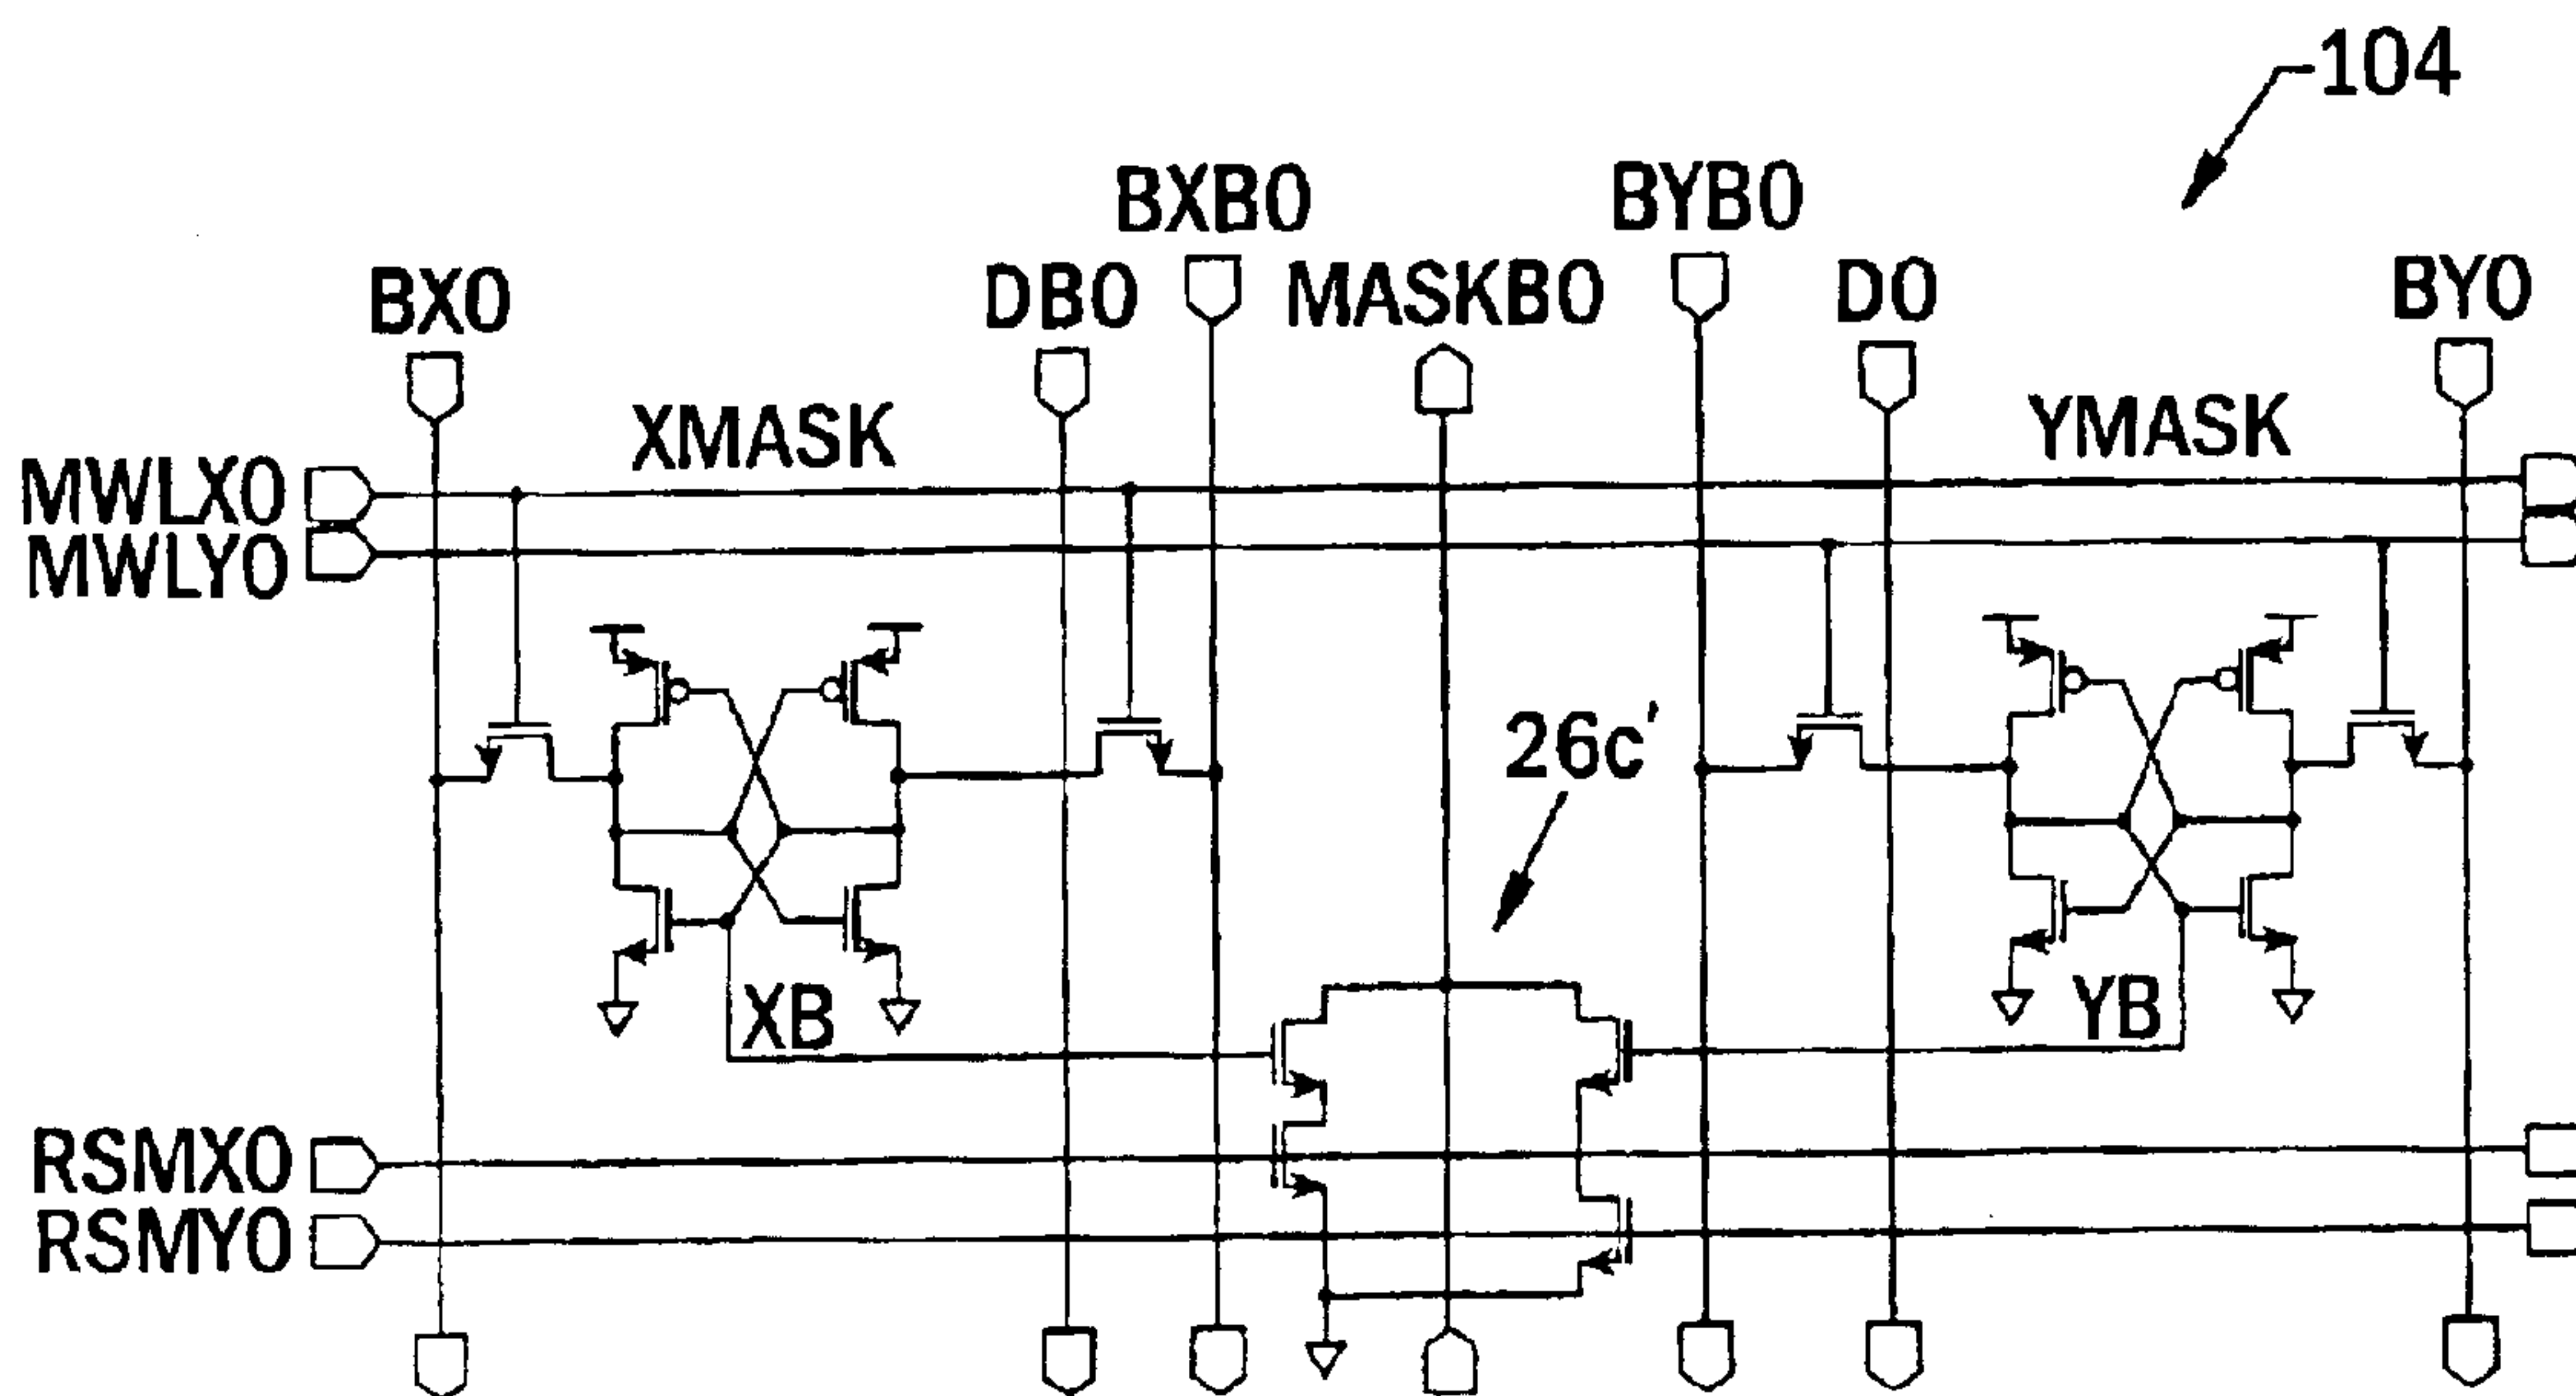 104
BXB0
BYB0
BX0
DB0
MASKB0
D0
BY0
XMASK
YMASK
MWLX0
MWLY0
26c'
XB
YB
RSMX0
RSMY0